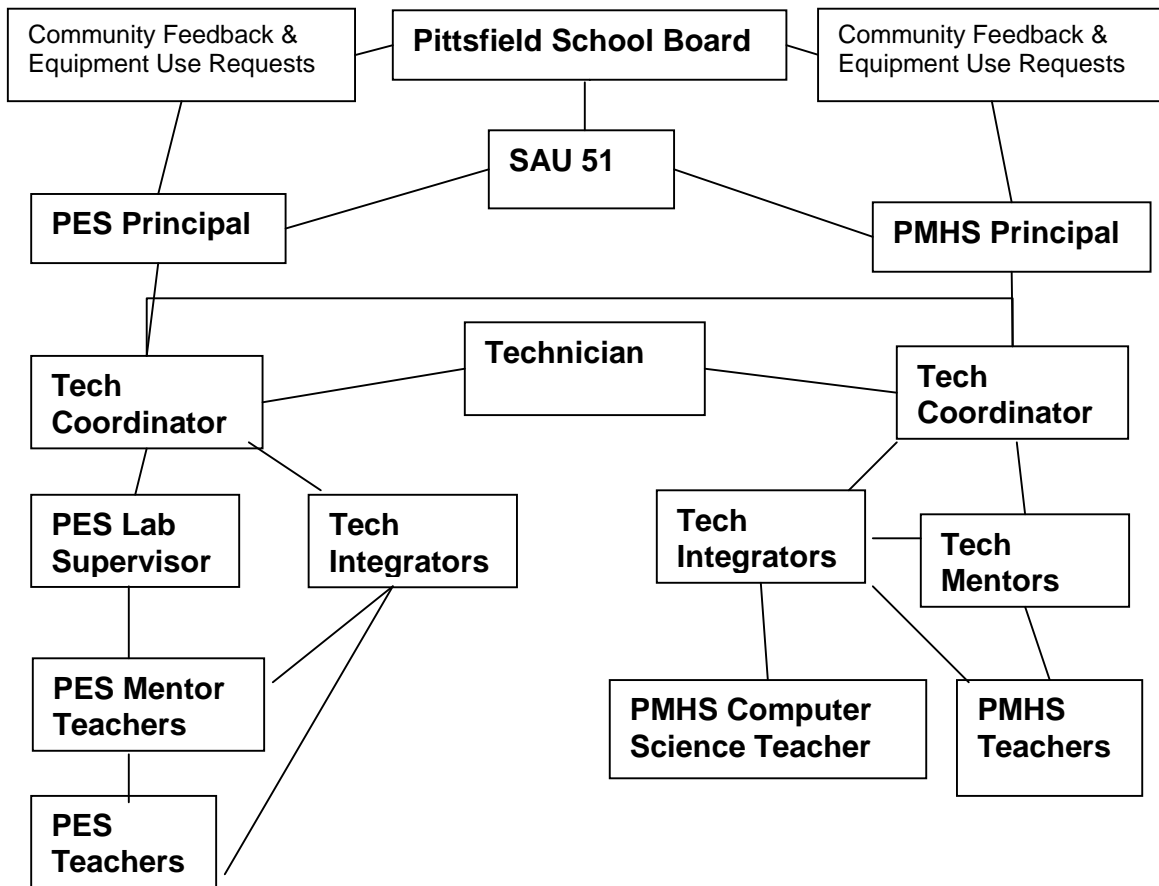 Community Feedback &
Equipment Use Requests
Pittsfield School Board
Community Feedback &
Equipment Use Requests
SAU 51
PES Principal
PMHS Principal
Technician
Tech
Coordinator
Tech
Coordinator
PES Lab
Supervisor
Tech
Integrators
Tech
Integrators
Tech
Mentors
PES Mentor
Teachers
PMHS Computer
Science Teacher
PMHS
Teachers
PES
Teachers